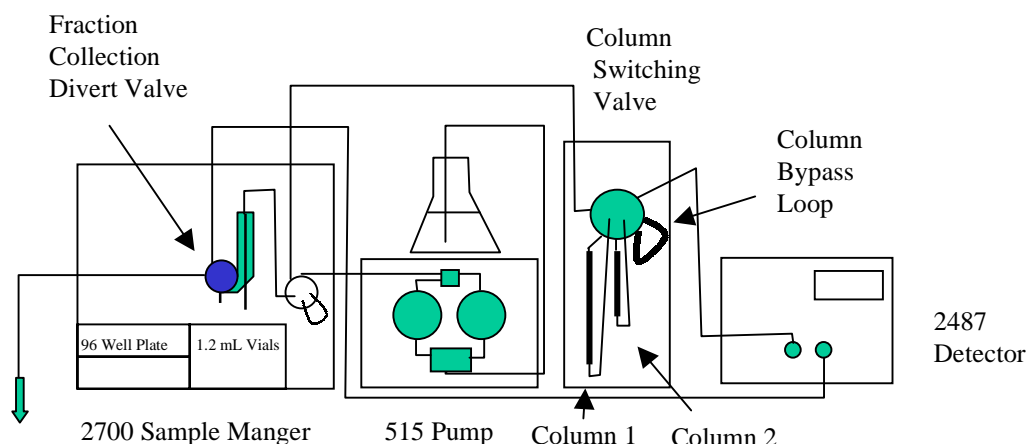 Fraction
Collection
Divert Valve
Column
Switching
Valve
Column
Bypass
Loop
96 Well Plate
1.2 mL Vials
2487
Detector
2700 Sample Manger
515 Pump
Column 1
Column 2